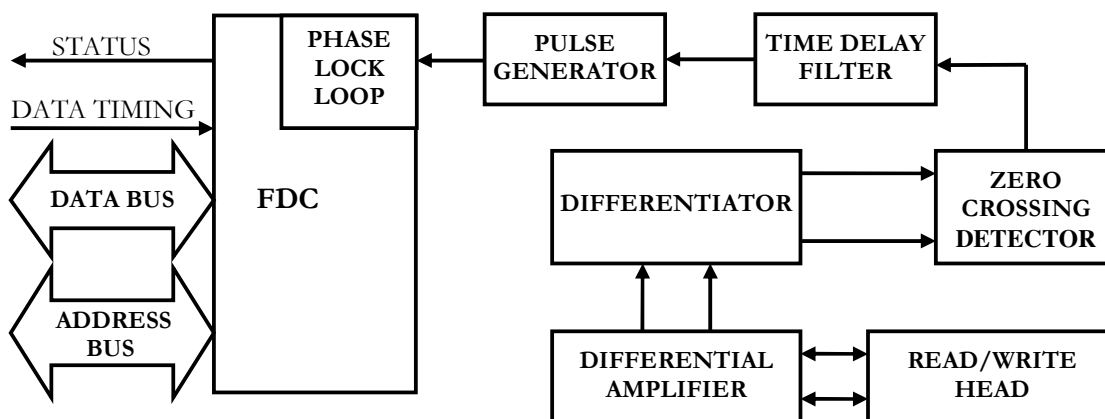 STATUS
DATA TIMING
DATA BUS
ADDRESS
BUS
FDC
PHASE
LOCK
LOOP
PULSE
GENERATOR
TIME DELAY
FILTER
DIFFERENTIATOR
ZERO
CROSSING
DETECTOR
DIFFERENTIAL
AMPLIFIER
READ/WRITE
HEAD